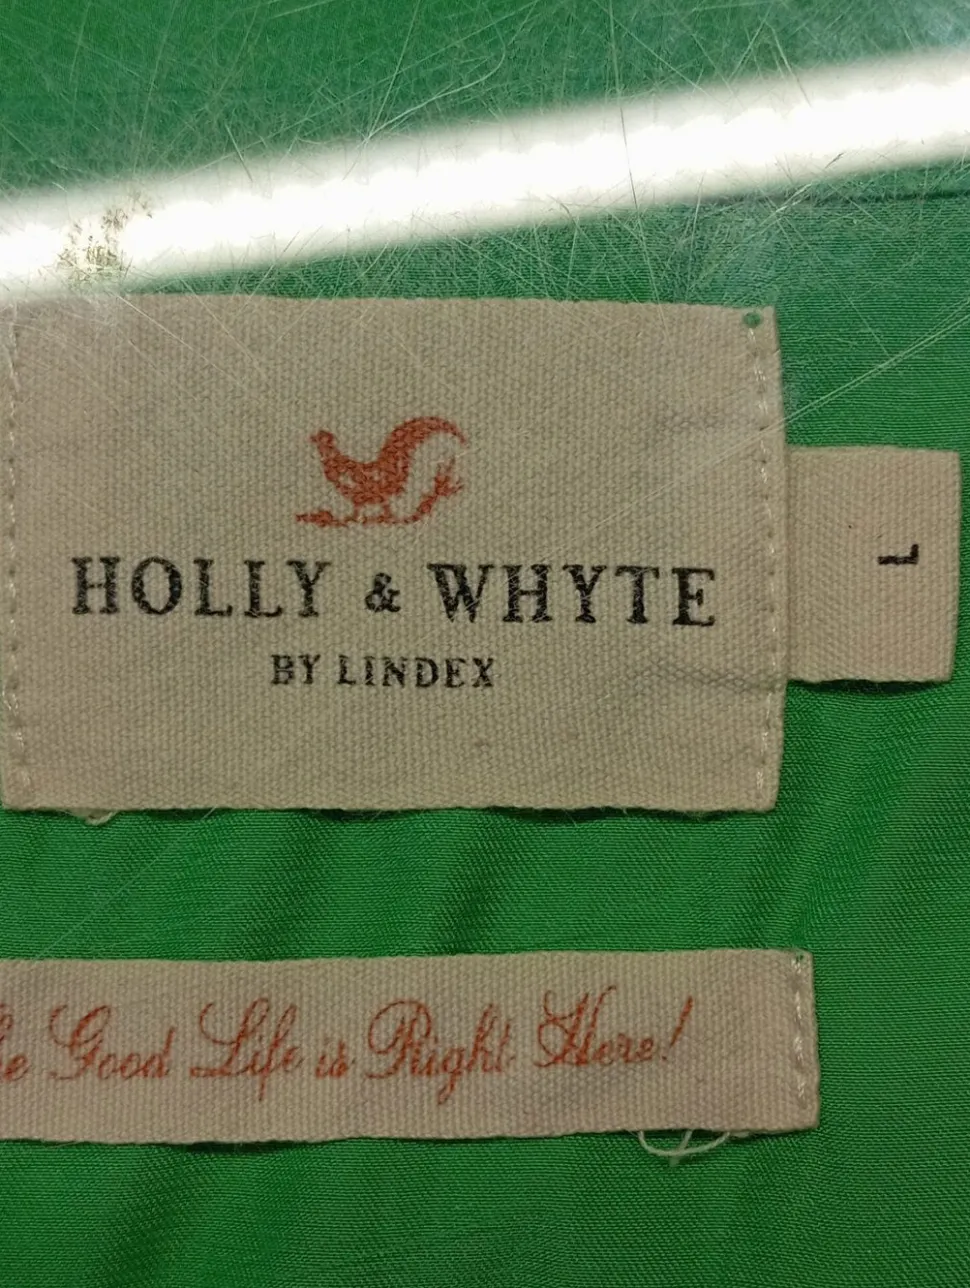 HOLLY & WHYTE
BY LINDEX
L
Good Life is Right Here!